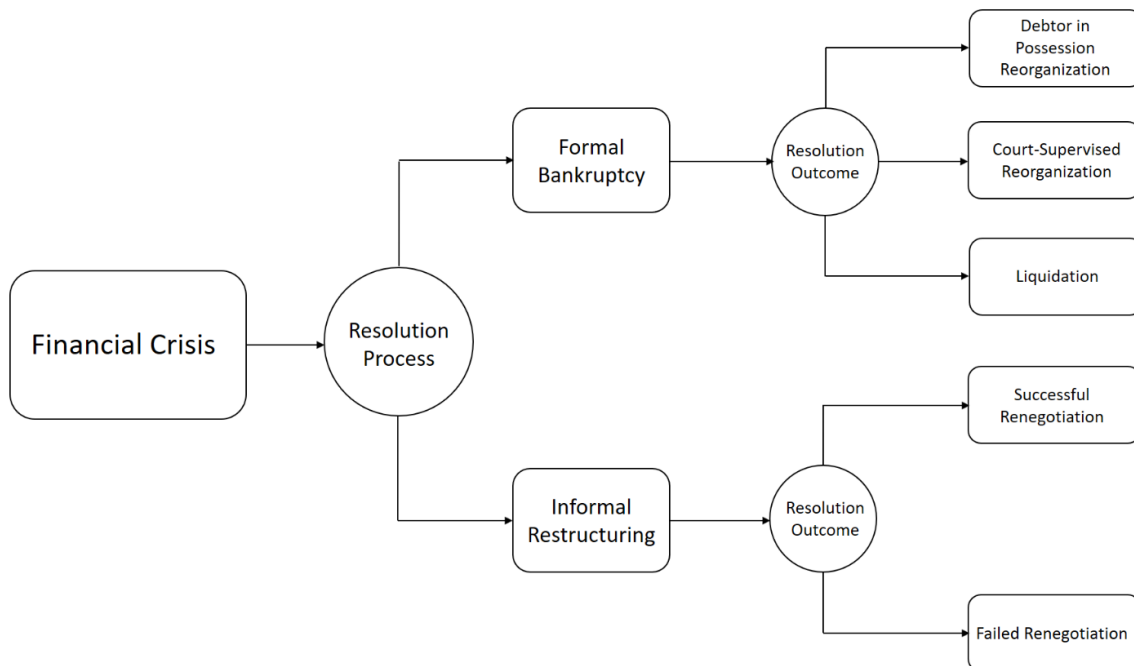 Financial Crisis
Resolution
Process
Formal
Bankruptcy
Resolution
Outcome
Debtor in
Possession
Reorganization
Court-Supervised
Reorganization
Liquidation
Informal
Restructuring
Resolution
Outcome
Successful
Renegotiation
Failed Renegotiation